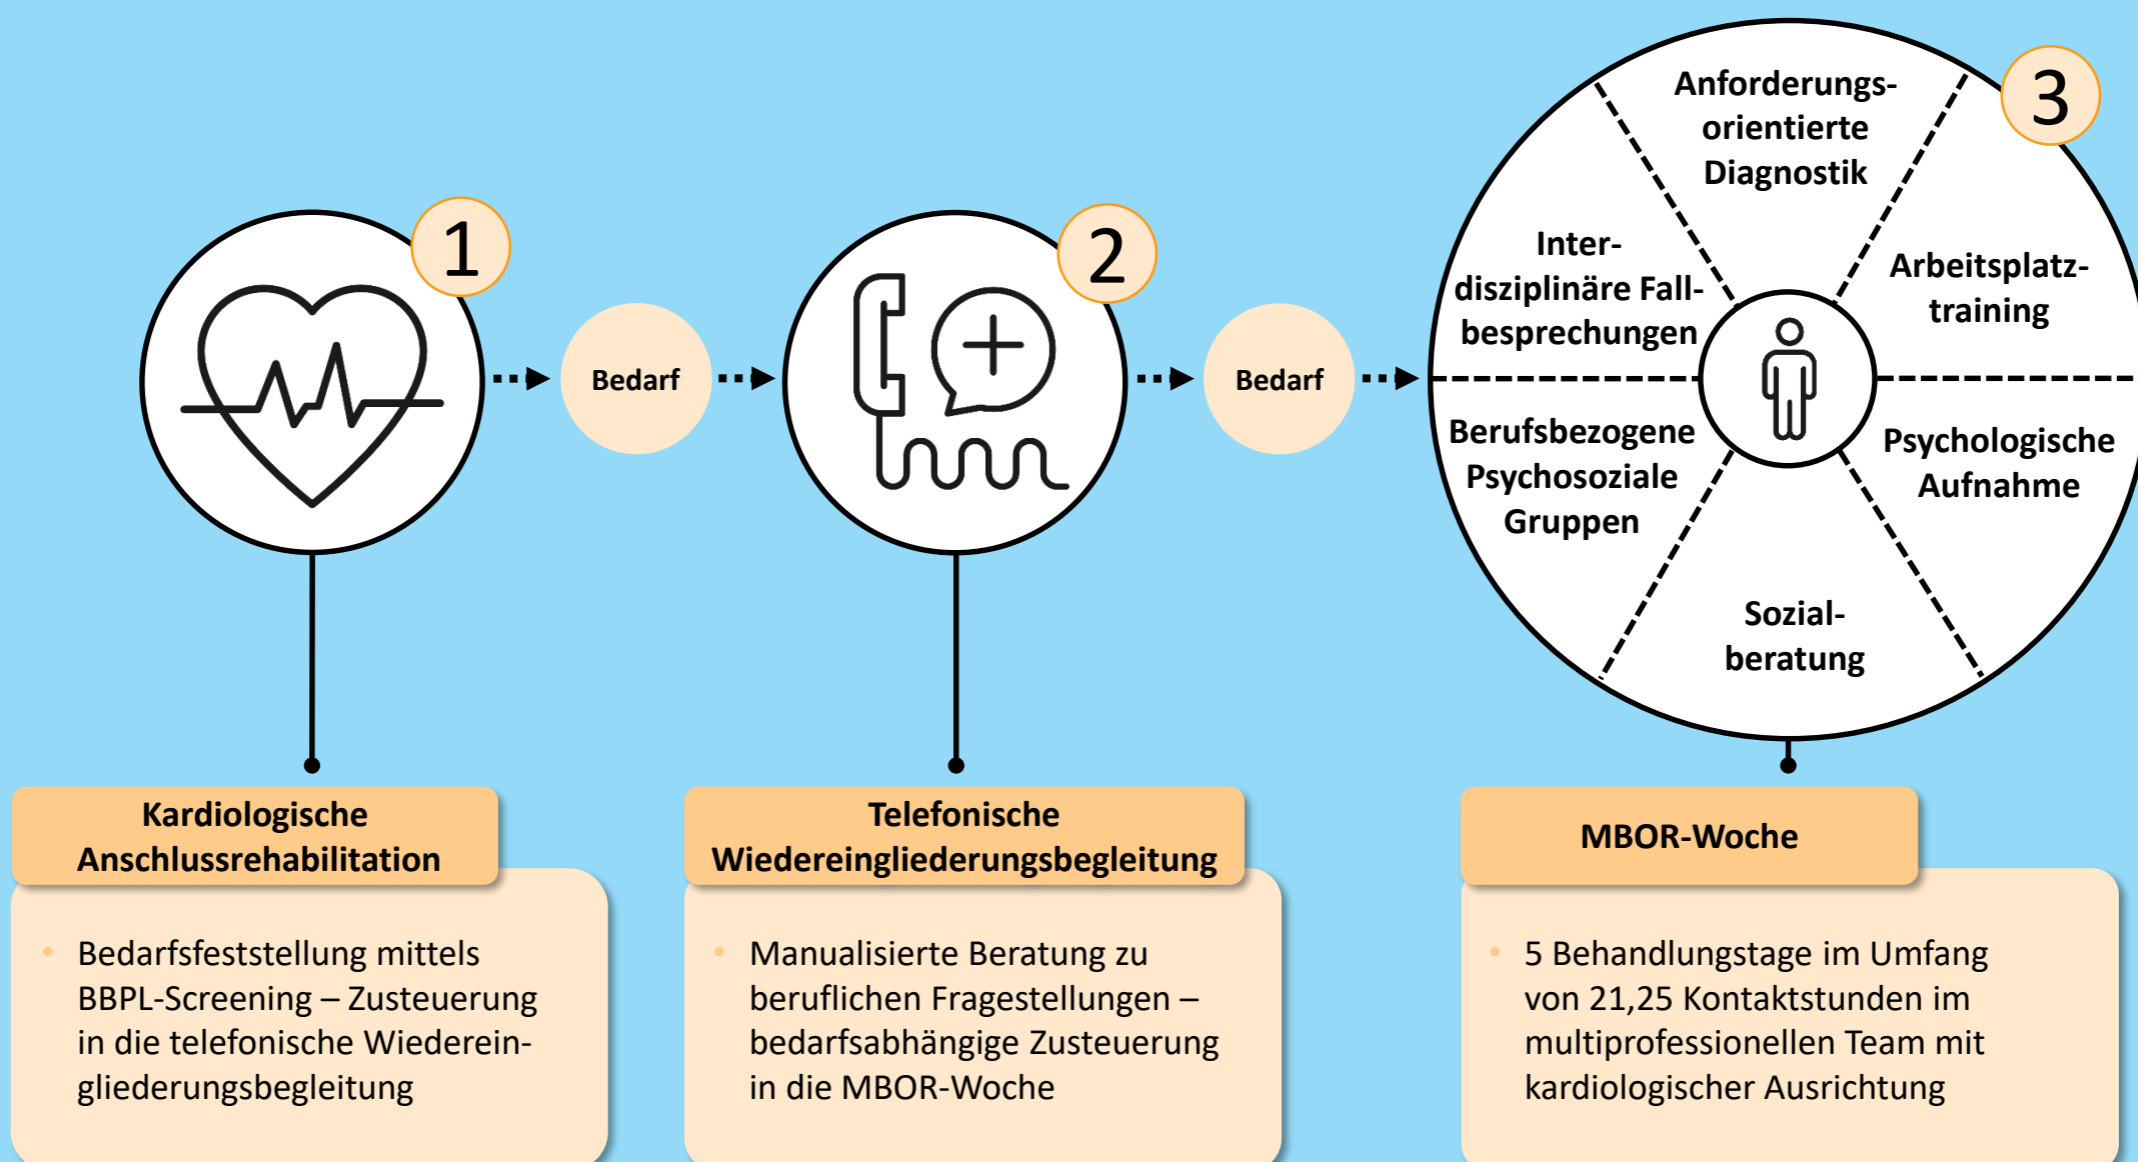 1
Bedarf
2
Bedarf
3
Anforderungs-
orientierte
Diagnostik
Arbeitsplatz-
training
Psychologische
Aufnahme
Sozial-
beratung
Berufsbezogene
Psychosoziale
Gruppen
Inter-
disziplinäre Fall-
besprechungen
Kardiologische
Anschlussrehabilitation
• Bedarfsfeststellung mittels
BBPL-Screening – Zusteuerung
in die telefonische Wiederein-
gliederungsbegleitung
Telefonische
Wiedereingliederungsbegleitung
• Manualisierte Beratung zu
beruflichen Fragestellungen –
bedarfsabhängige Zusteuerung
in die MBOR-Woche
MBOR-Woche
• 5 Behandlungstage im Umfang
von 21,25 Kontaktstunden im
multiprofessionellen Team mit
kardiologischer Ausrichtung